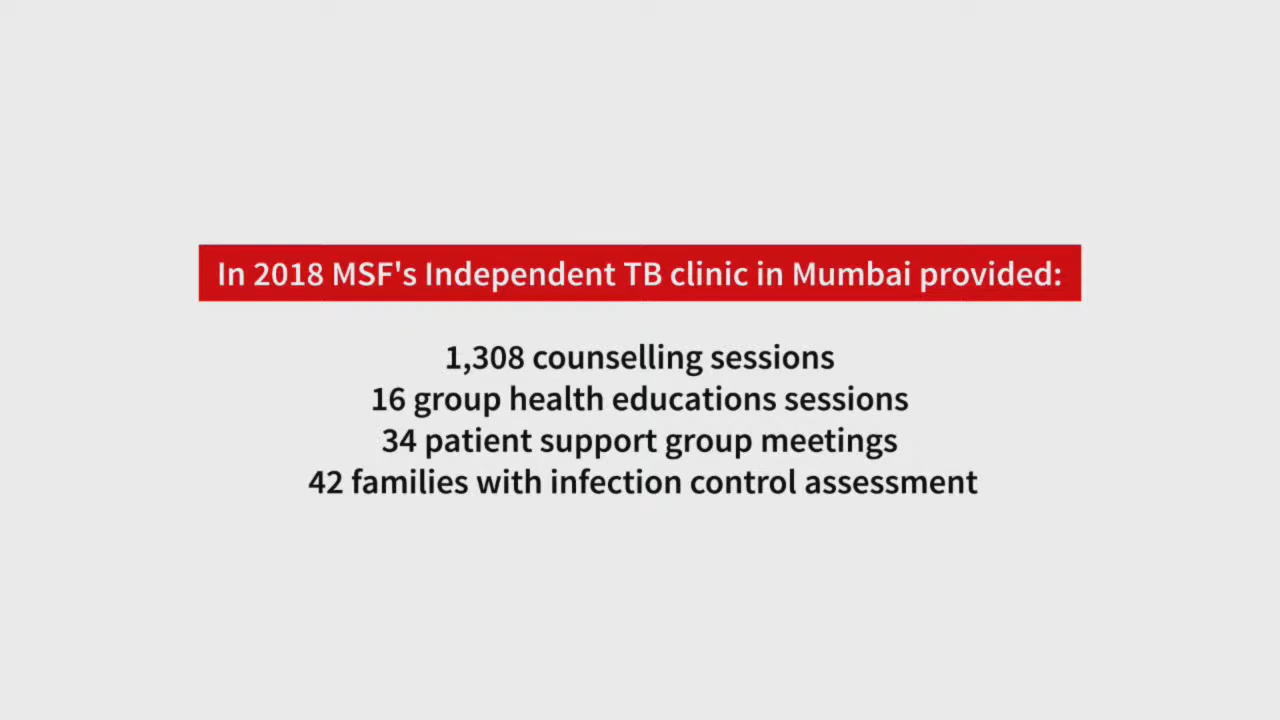 In 2018 MSF's Independent TB clinic in Mumbai provided:
1,308 counselling sessions
16 group health educations sessions
34 patient support group meetings
42 families with infection control assessment